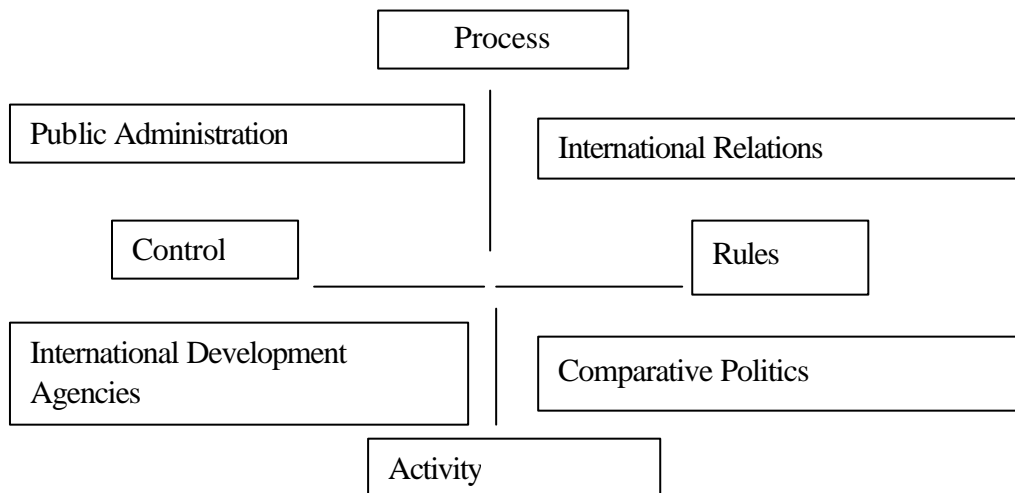 Process
Public Administration
International Relations
Control
Rules
International Development
Agencies
Comparative Politics
Activity